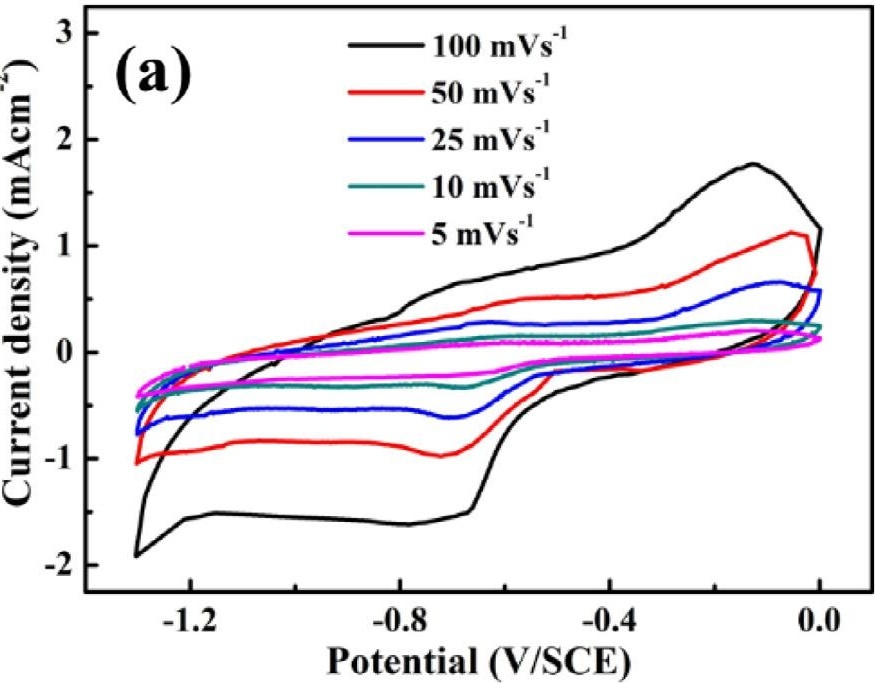 (a)
100 mVs⁻¹
50 mVs⁻¹
25 mVs⁻¹
10 mVs⁻¹
5 mVs⁻¹
Current density (mAcm⁻²)
3
2
1
0
-1
-2
-1.2 -0.8 -0.4 0.0
Potential (V/SCE)